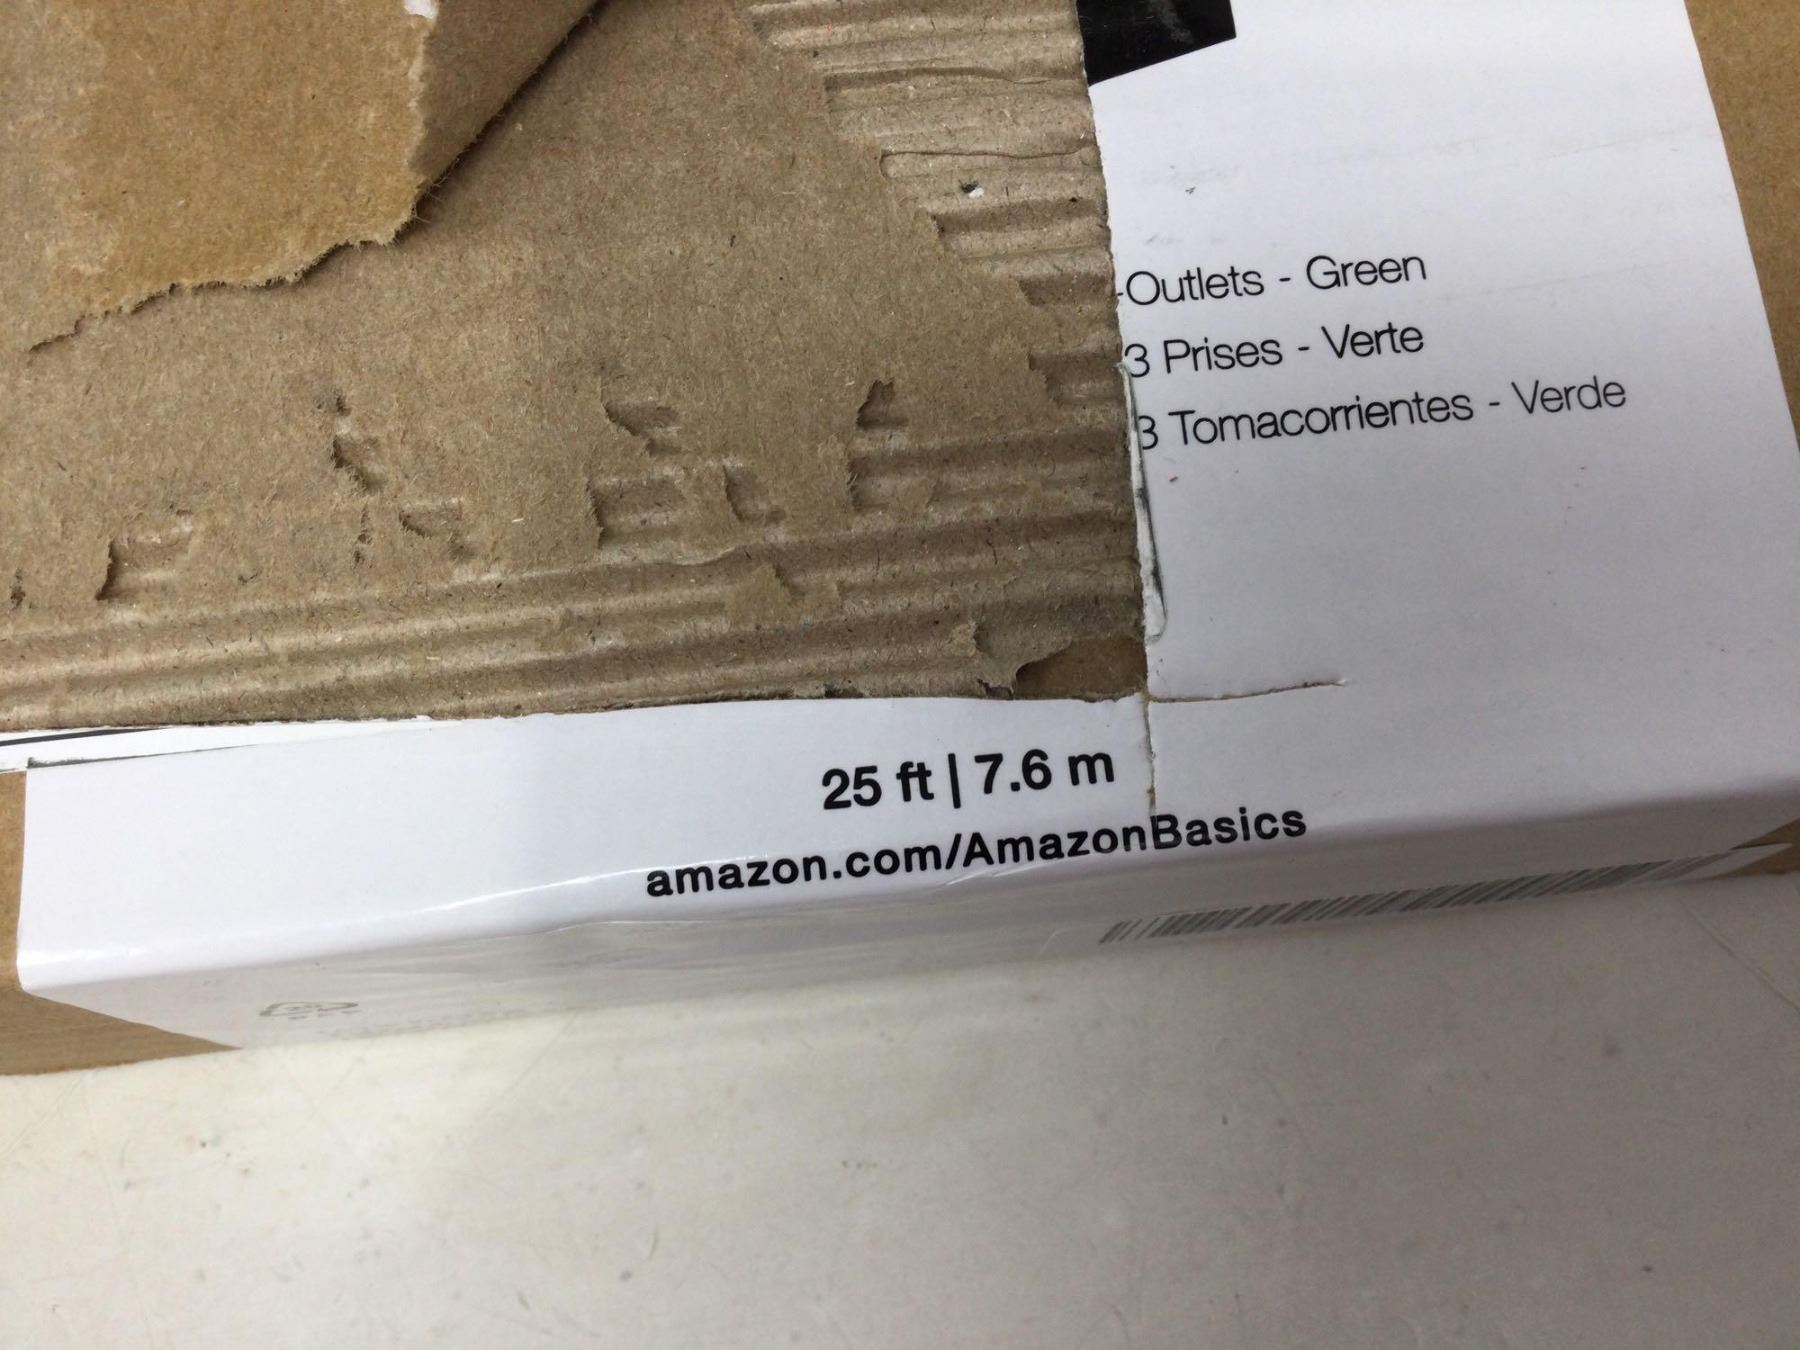 -Outlets - Green
3 Prises - Verte
3 Tomacorrientes - Verde
25 ft | 7.6 m
amazon.com/AmazonBasics